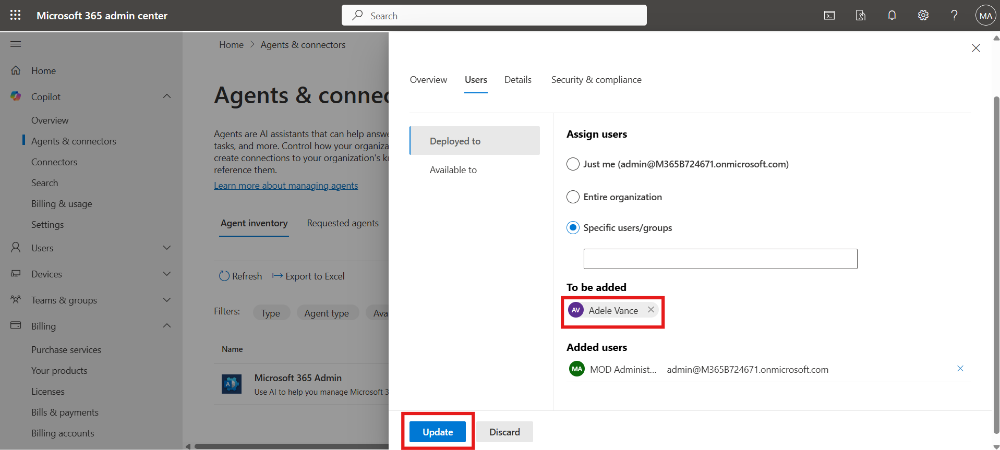 Microsoft 365 admin center
Search
MA
Home
Copilot
Overview
Agents & connectors
Connectors
Search
Billing & usage
Settings
Users
Devices
Teams & groups
Billing
Purchase services
Your products
Licenses
Bills & payments
Billing accounts
Home > Agents & connectors
Agents & connec
Agents are AI assistants that can help answe
tasks, and more. Control how your organiza
create connections to your organization's k
reference them.
Learn more about managing agents
Agent inventory Requested agents
Refresh Export to Excel
Filters: Type Agent type Ava
Name
Microsoft 365 Admin
Use AI to help you manage Microsoft 3
Overview Users Details Security & compliance
Deployed to
Available to
Assign users
Just me (admin@M365B724671.onmicrosoft.com)
Entire organization
Specific users/groups
To be added
AV Adele Vance
Added users
MA MOD Administ... admin@M365B724671.onmicrosoft.com
Update Discard